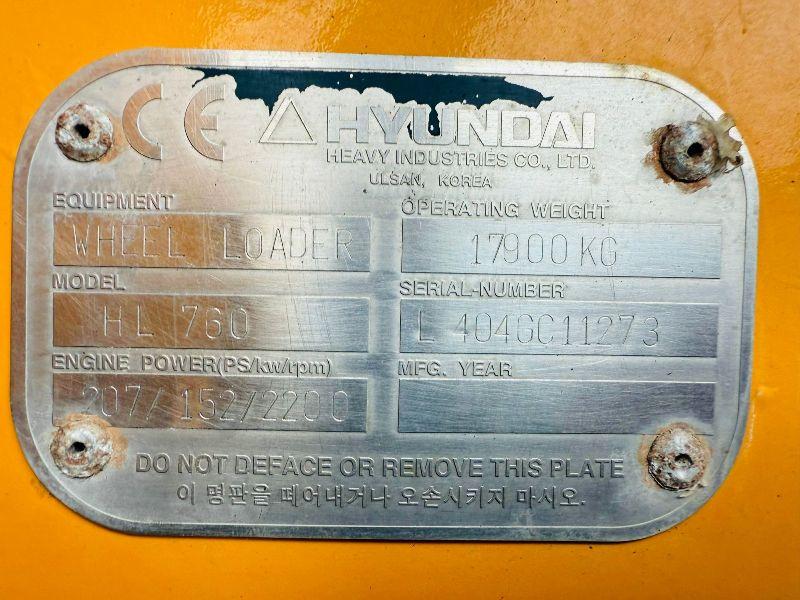 CE HYUNDAI
HEAVY INDUSTRIES CO., LTD.
ULSAN, KOREA
EQUIPMENT
WHEEL LOADER
OPERATING WEIGHT
17900 KG
MODEL
HL 760
SERIAL-NUMBER
L 404GC11273
ENGINE POWER(PS/kw/rpm)
207/152/2200
MFG. YEAR
DO NOT DEFACE OR REMOVE THIS PLATE
이 명판을 떼어내거나 오손시키지 마시오.